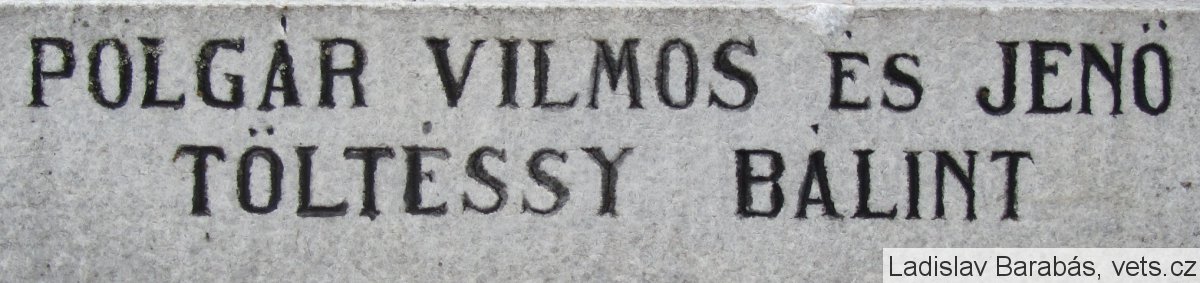 POLGÁR VILMOS ÉS JENÖ
TÖLTÉSSY BÁLINT
Ladislav Barabás, vets.cz